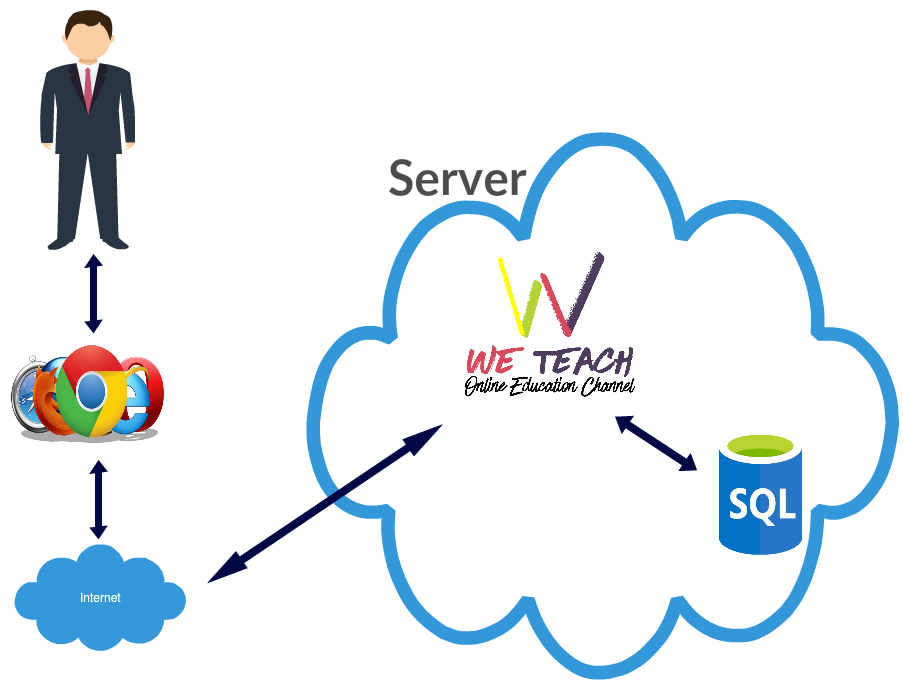 Server
WE TEACH
Online Education Channel
SQL
Internet